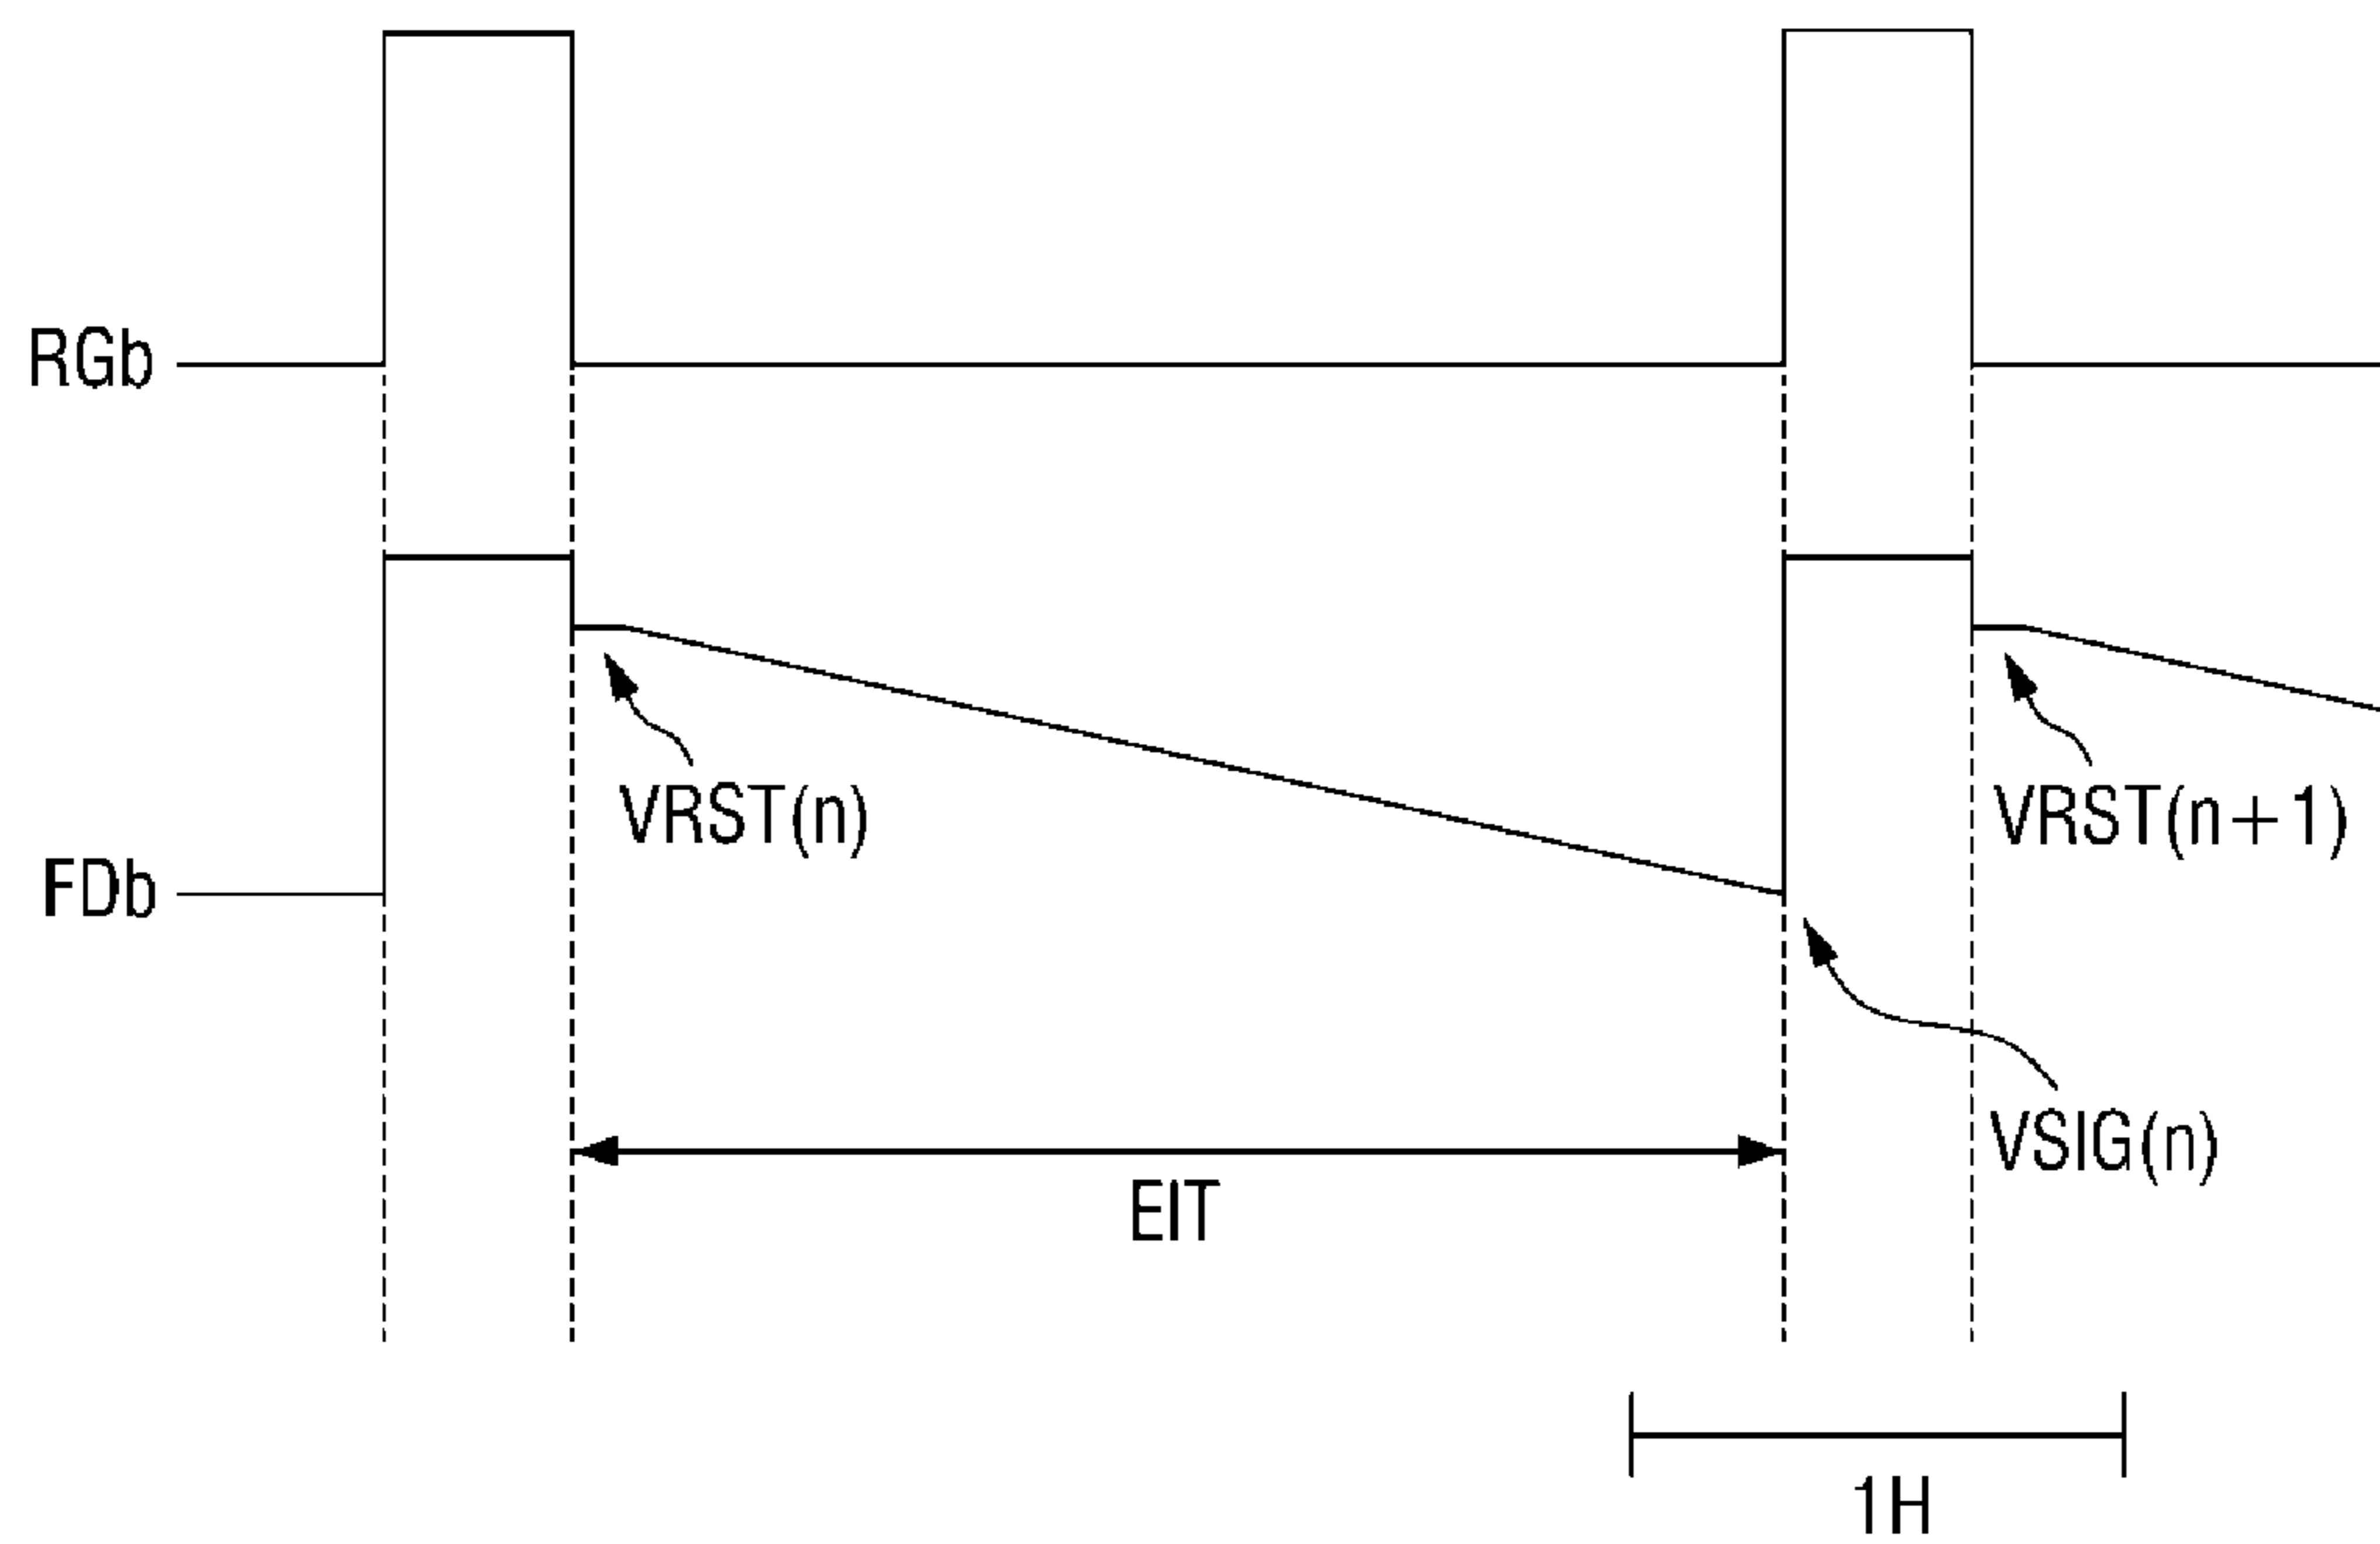 RGb
VRST(n)
VRST(n+1)
FDb
VSIG(n)
EIT
1H